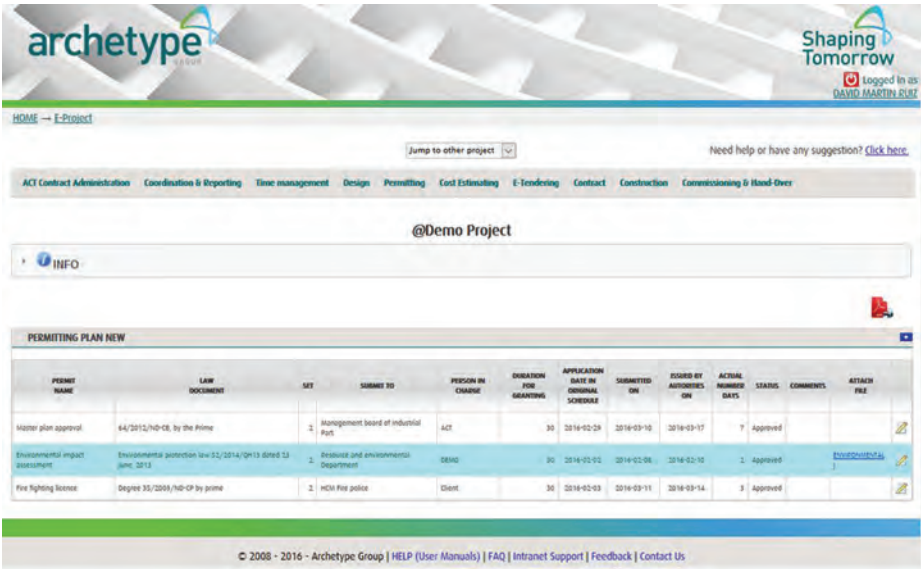 archetype
GROUP
Shaping
Tomorrow
Logged in as
DAVID MARTIN RUIZ
HOME → E-Project
Jump to other project
Need help or have any suggestion? Click here.
ACT Contract Administration Coordination & Reporting Time management Design Permitting Cost Estimating E-Tendering Contract Construction Commissioning & Hand-Over
@Demo Project
INFO
PERMITTING PLAN NEW
PERMIT NAME LAW DOCUMENT SET SUBMIT TO PERSON IN CHARGE DURATION FOR GRANTING APPLICATION DATE IN ORIGINAL SCHEDULE SUBMITTED ON ISSUED BY AUTORITIES ON ACTUAL NUMBER DAYS STATUS COMMENTS ATTACH FILE
Master plan approval 64/2012/ND-CB, by the Prime 2 Management board of industrial Port ACT 30 2016-02-29 2016-03-10 2016-03-17 7 Approved
Environmental impact assessment Environmental protection law 52/2014/QH13 dated 23 june, 2013 2 Resource and environmental Department DEMO 30 2016-02-02 2016-02-08 2016-02-10 2 Approved ENVIRONMENTAL
Fire fighting license Degree 35/2003/ND-CP by prime 2 HCM Fire police Client 30 2016-02-03 2016-03-11 2016-03-14 3 Approved
© 2008 - 2016 - Archetype Group | HELP (User Manuals) | FAQ | Intranet Support | Feedback | Contact Us